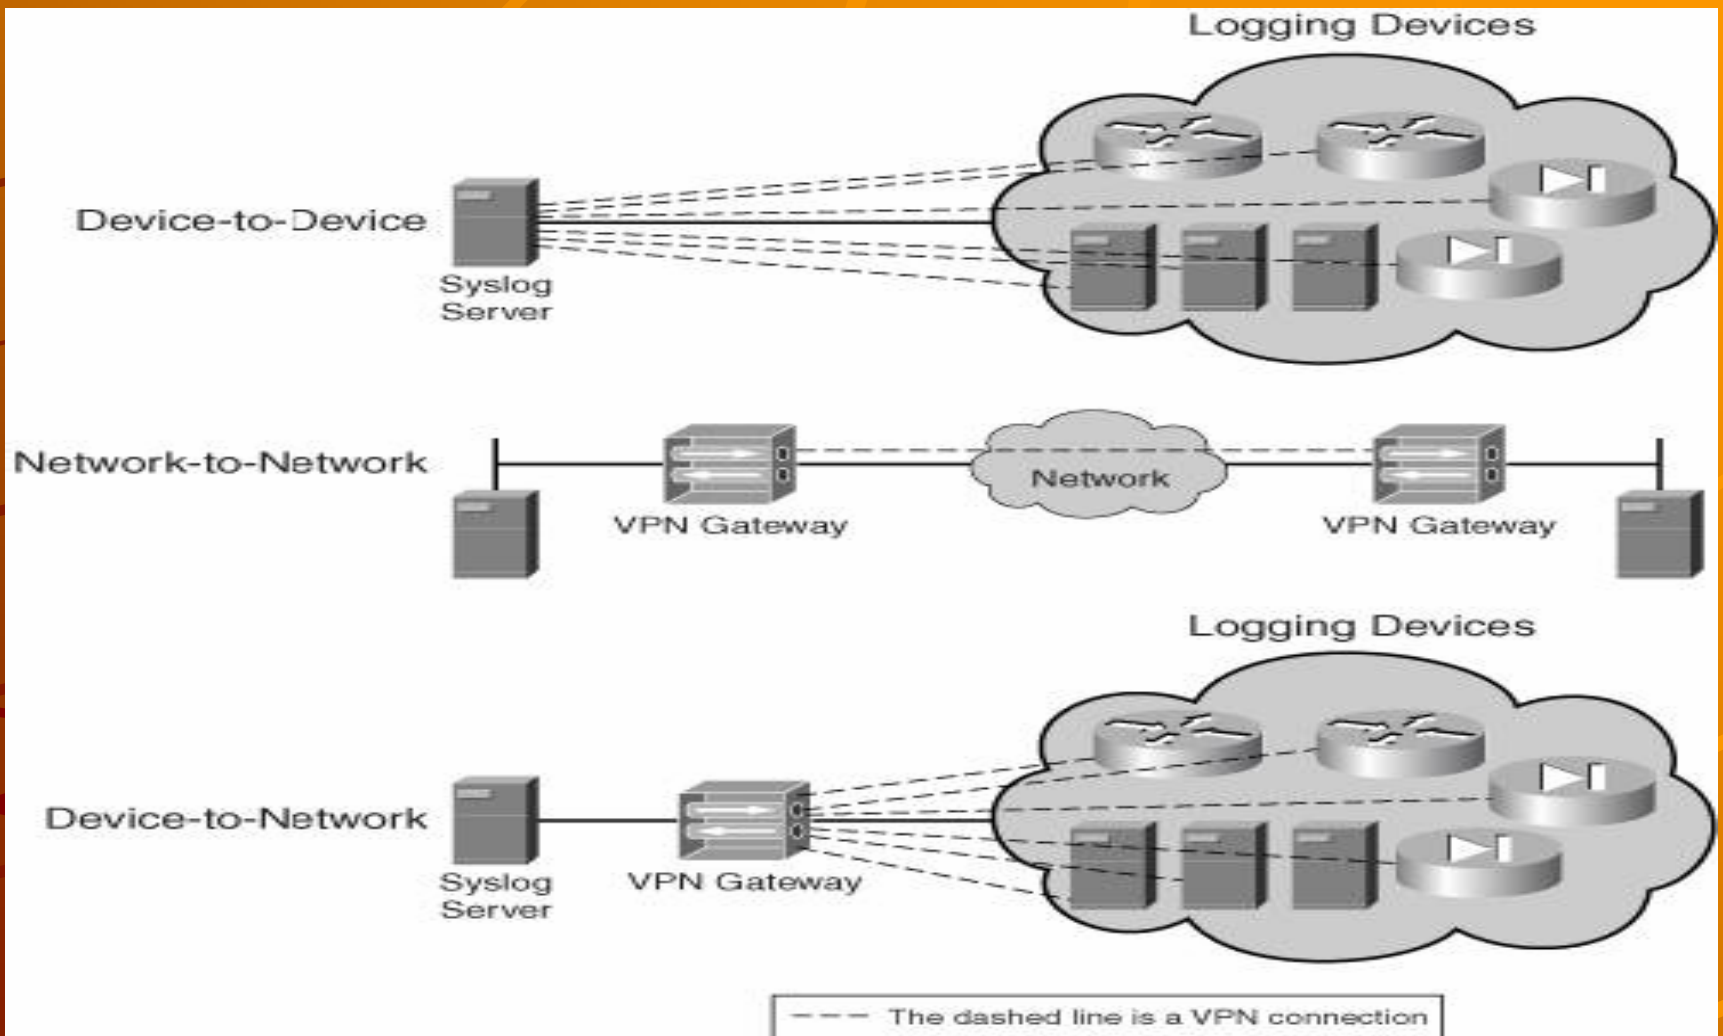 Logging Devices
Device-to-Device
Syslog
Server
Network-to-Network
Network
VPN Gateway
VPN Gateway
Logging Devices
Device-to-Network
Syslog
Server
VPN Gateway
The dashed line is a VPN connection